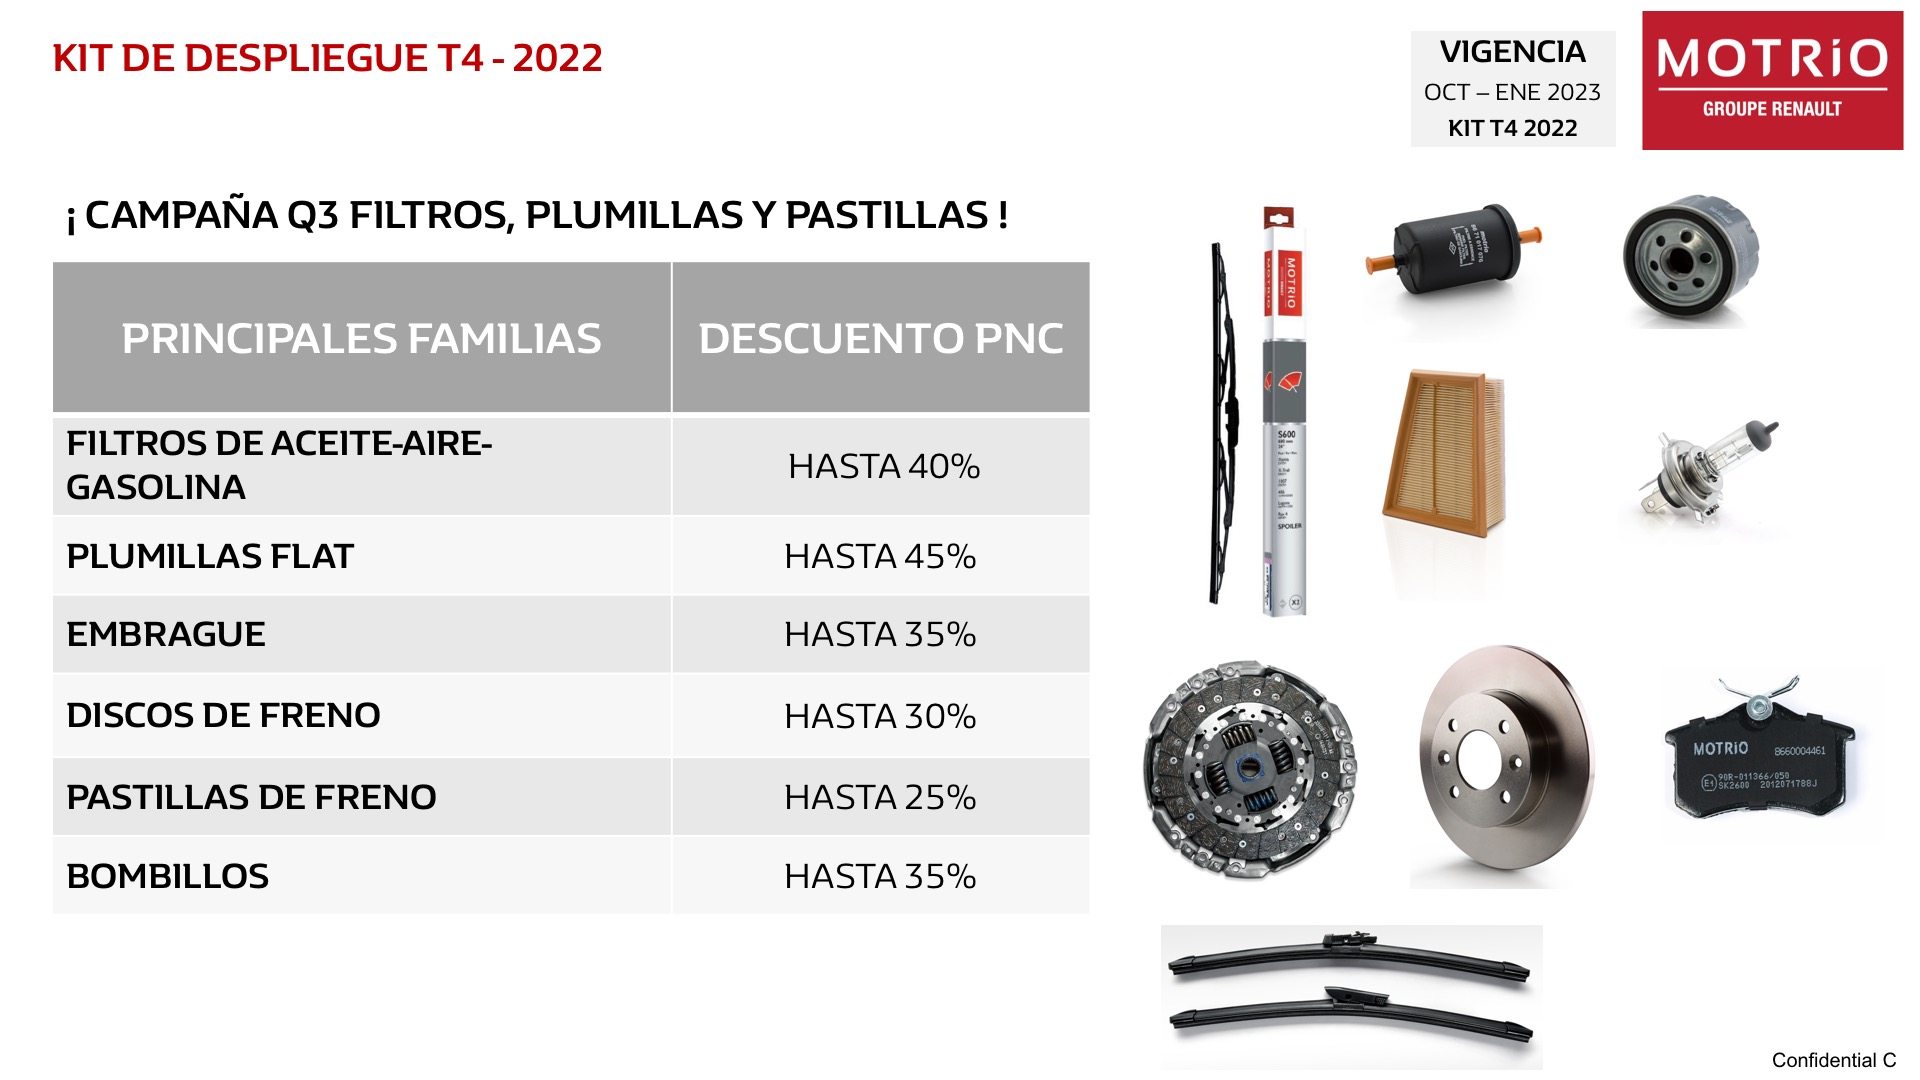 KIT DE DESPLIEGUE T4 - 2022
VIGENCIA
OCT – ENE 2023
KIT T4 2022
MOTRiO
GROUPE RENAULT
¡ CAMPAÑA Q3 FILTROS, PLUMILLAS Y PASTILLAS !
PRINCIPALES FAMILIAS
DESCUENTO PNC
FILTROS DE ACEITE-AIRE-
GASOLINA
HASTA 40%
PLUMILLAS FLAT
HASTA 45%
EMBRAGUE
HASTA 35%
DISCOS DE FRENO
HASTA 30%
PASTILLAS DE FRENO
HASTA 25%
BOMBILLOS
HASTA 35%
MOTRiO
S600
SPOILER
X1
MOTRiO
8660004461
E1
90R-011366/050
SK2600 2012071788J
Confidential C